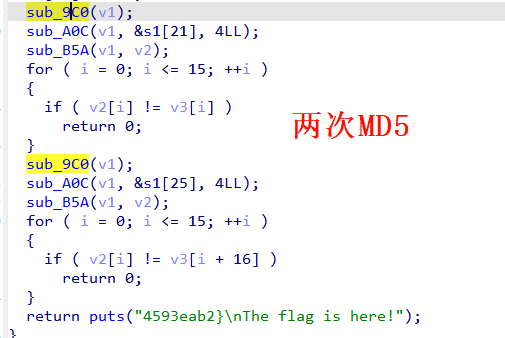 sub_9C0(v1);
sub_A0C(v1, &s1[21], 4LL);
sub_B5A(v1, v2);
for ( i = 0; i <= 15; ++i )
{
if ( v2[i] != v3[i] )
return 0;
}
两次MD5
sub_9C0(v1);
sub_A0C(v1, &s1[25], 4LL);
sub_B5A(v1, v2);
for ( i = 0; i <= 15; ++i )
{
if ( v2[i] != v3[i + 16] )
return 0;
}
return puts("4593eab2}\nThe flag is here!");
}